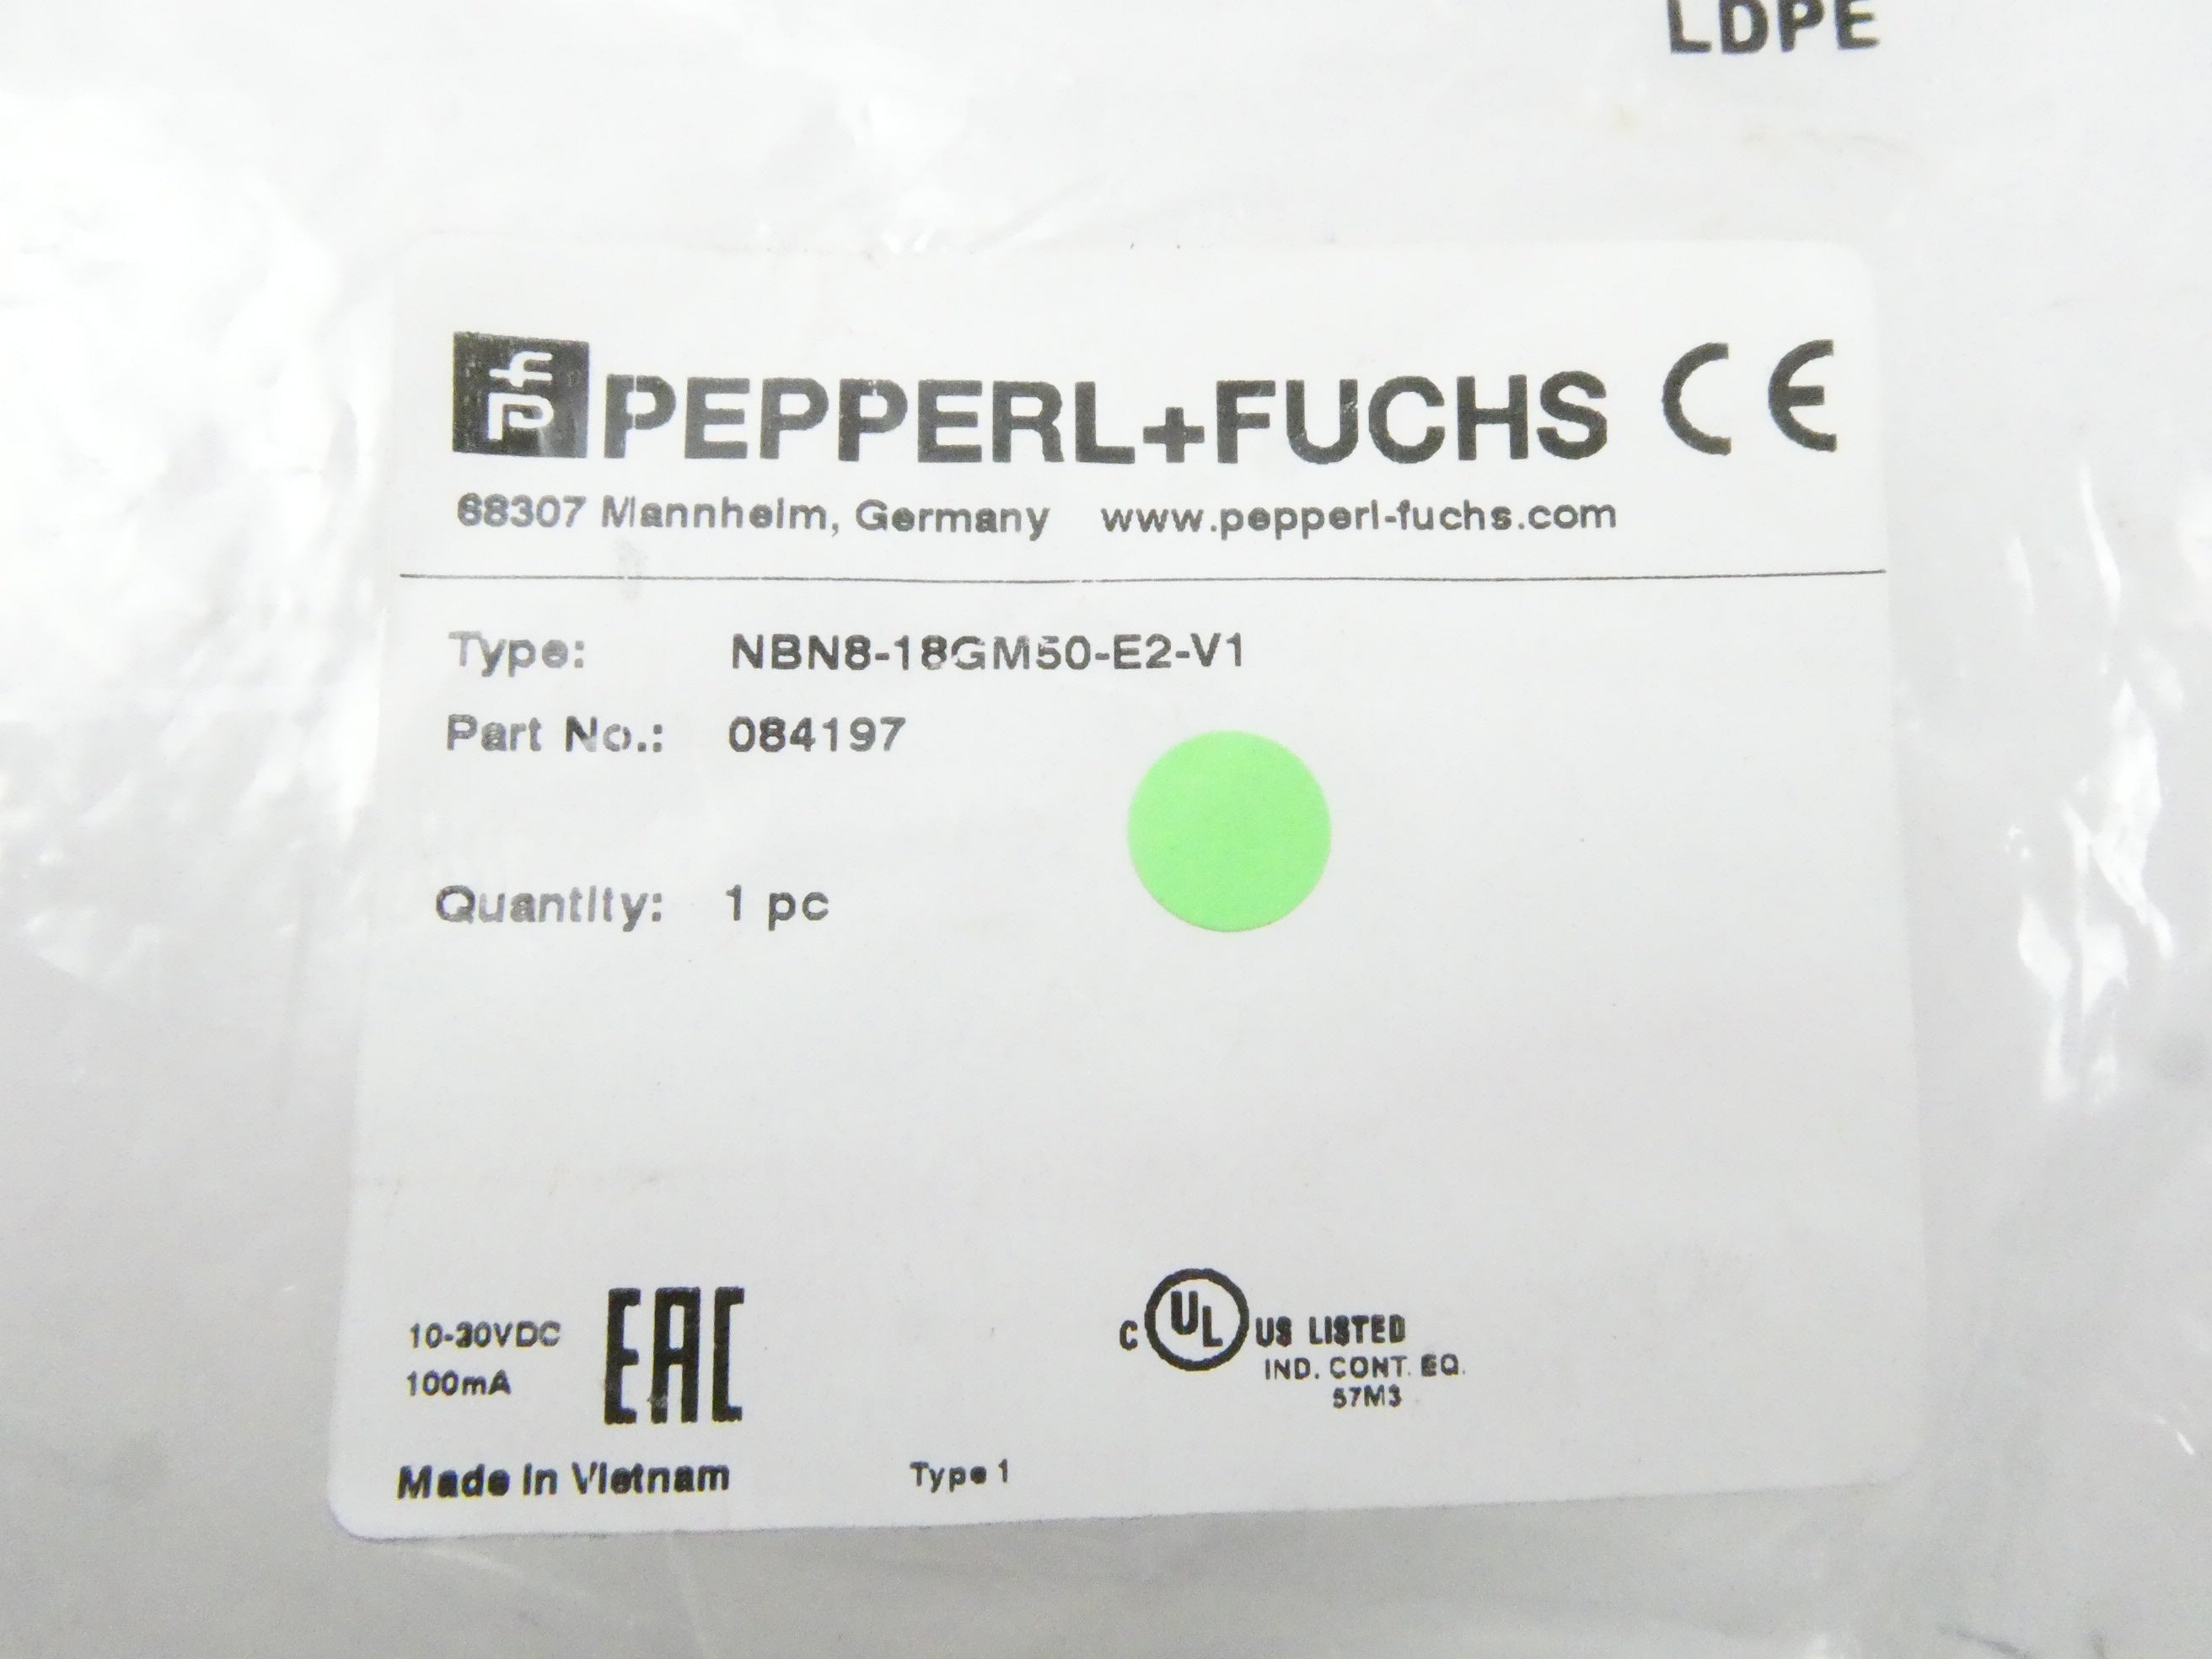 LDPE
fP PEPPERL+FUCHS CE
68307 Mannheim, Germany www.pepperl-fuchs.com
Type: NBN8-18GM50-E2-V1
Part No.: 084197
Quantity: 1 pc
10-30VDC
100mA
EAC
C UL US LISTED
IND. CONT. EQ.
57M3
Made in Vietnam
Type 1